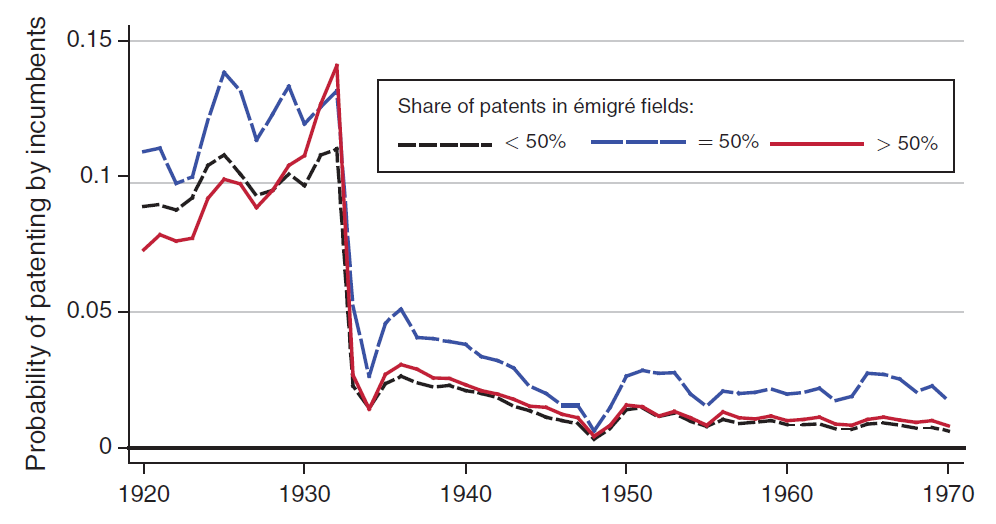 Probability of patenting by incumbents
0.15
0.1
0.05
0
Share of patents in émigré fields:
< 50% = 50% > 50%
1920 1930 1940 1950 1960 1970